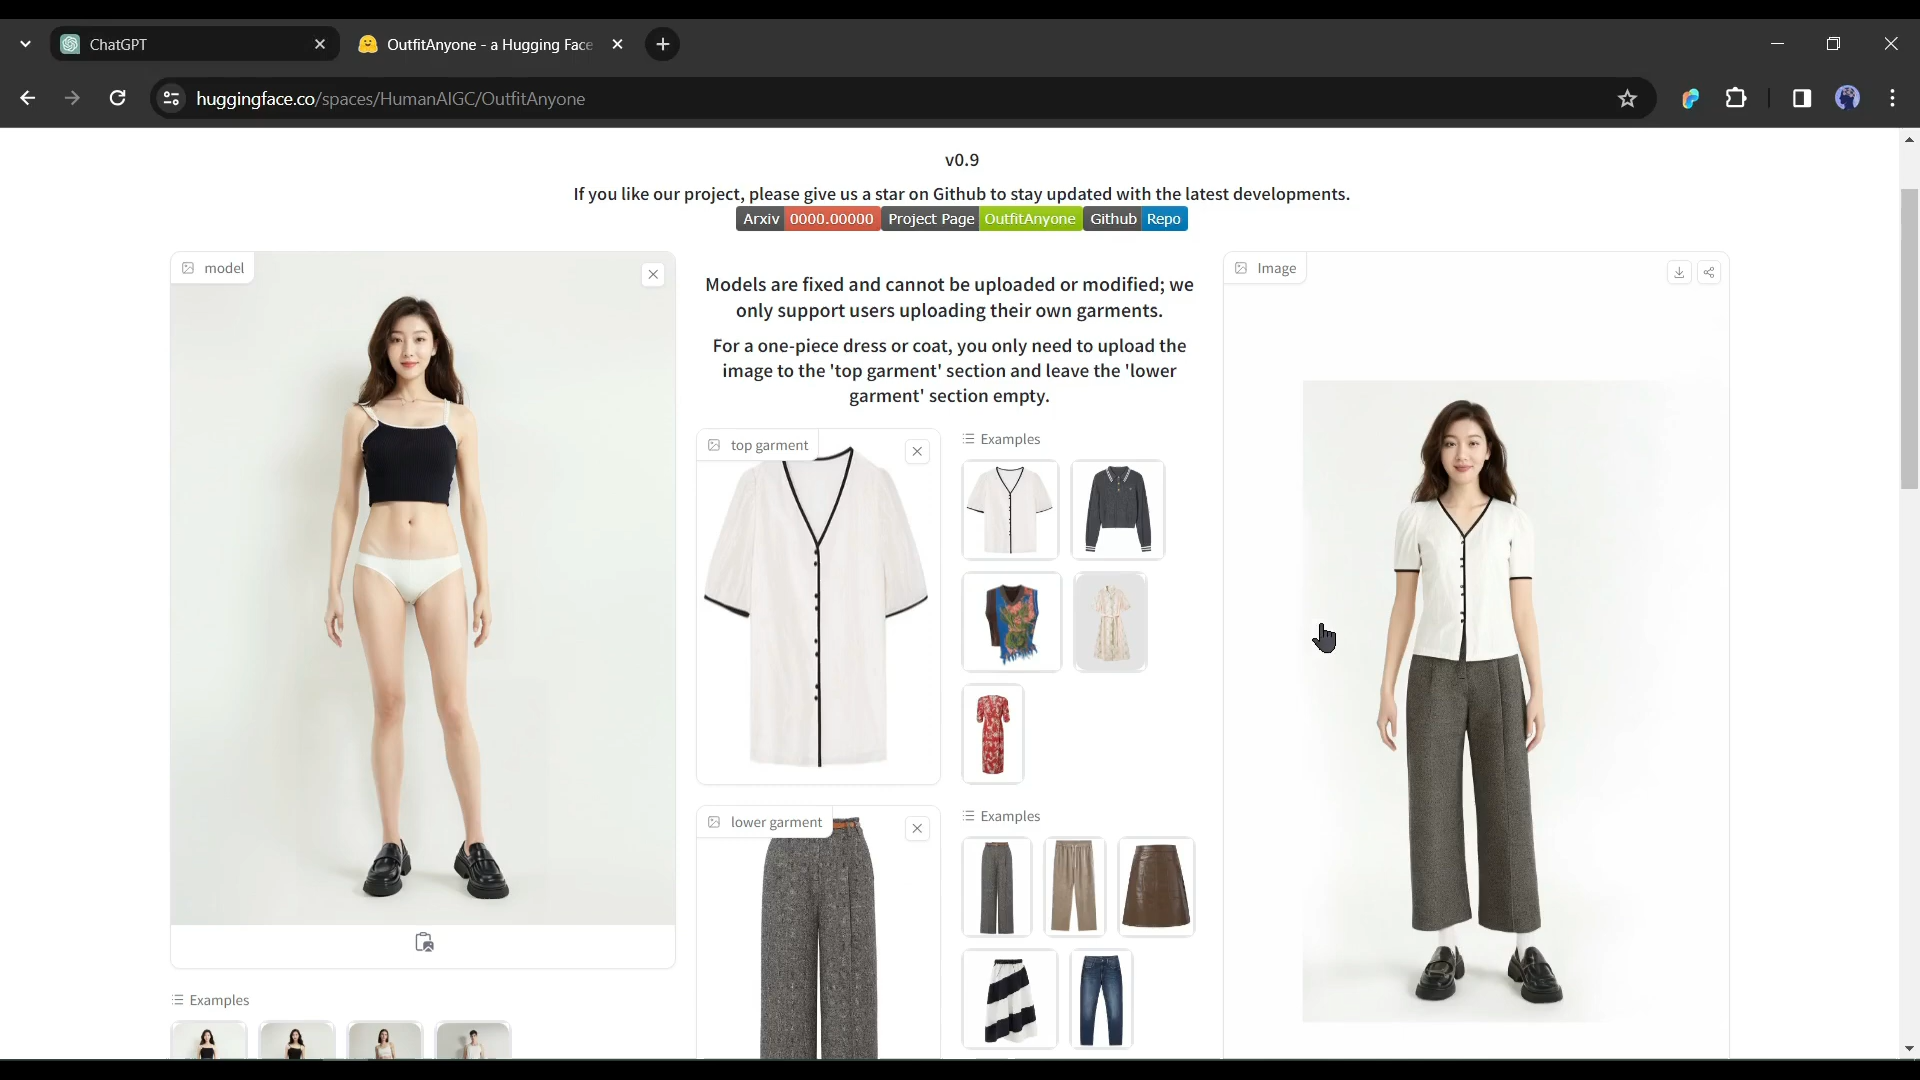 ChatGPT
OutfitAnyone - a Hugging Face
huggingface.co/spaces/HumanAIGC/OutfitAnyone
v0.9
If you like our project, please give us a star on Github to stay updated with the latest developments.
Arxiv 0000.00000 Project Page OutfitAnyone Github Repo
model
Models are fixed and cannot be uploaded or modified; we
only support users uploading their own garments.
For a one-piece dress or coat, you only need to upload the
image to the 'top garment' section and leave the 'lower
garment' section empty.
top garment
Examples
lower garment
Examples
Examples
Image